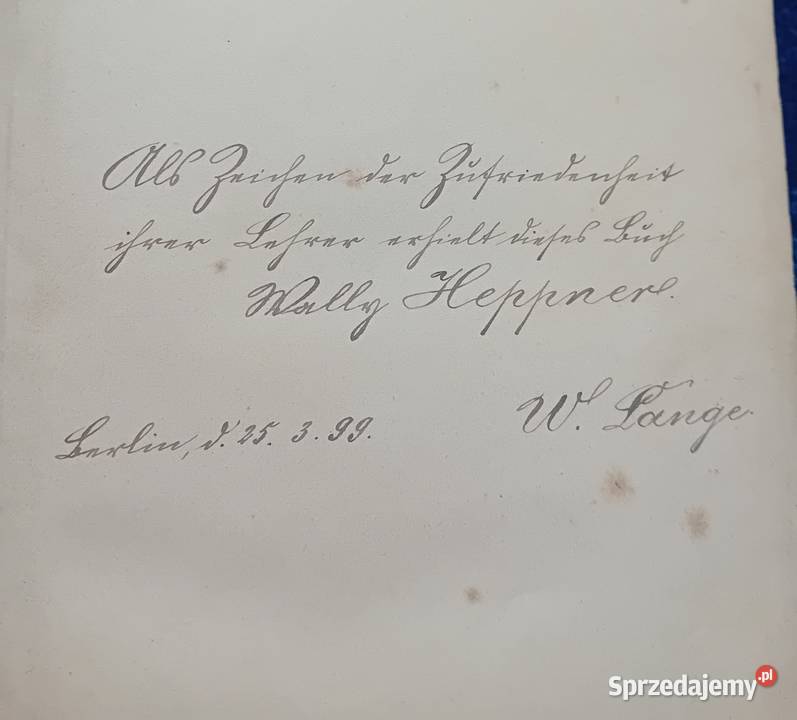 Als Zeichen der Zufriedenheit
ihrer Lehrer erhielt dieses Buch
Wally Heppner.
W. Lange.
Berlin, d. 25. 3. 99.
Sprzedajemy.pl